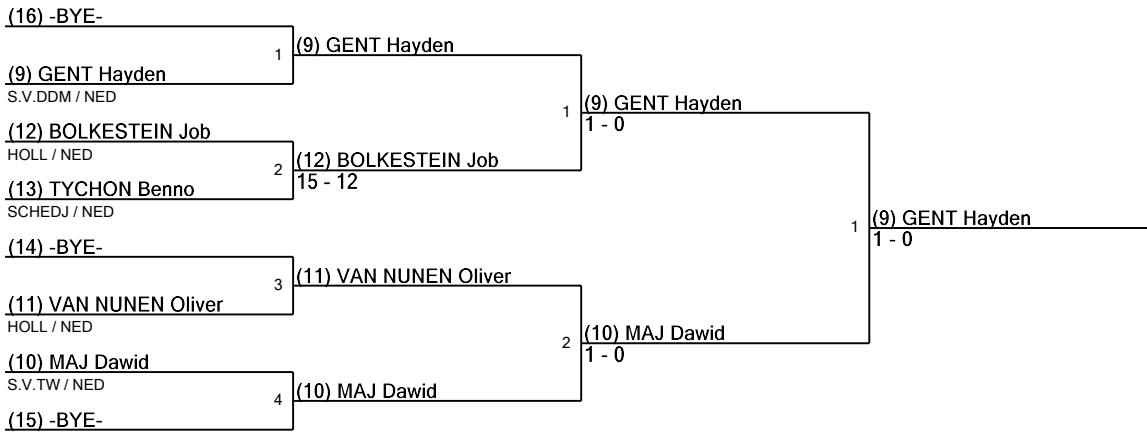 (16) -BYE-
1
(9) GENT Hayden
(9) GENT Hayden
S.V.DDM / NED
1
(9) GENT Hayden
1 - 0
(12) BOLKESTEIN Job
HOLL / NED
2
(12) BOLKESTEIN Job
15 - 12
(13) TYCHON Benno
SCHEDJ / NED
1
(9) GENT Hayden
1 - 0
(14) -BYE-
3
(11) VAN NUNEN Oliver
(11) VAN NUNEN Oliver
HOLL / NED
2
(10) MAJ Dawid
1 - 0
(10) MAJ Dawid
S.V.TW / NED
4
(10) MAJ Dawid
(15) -BYE-